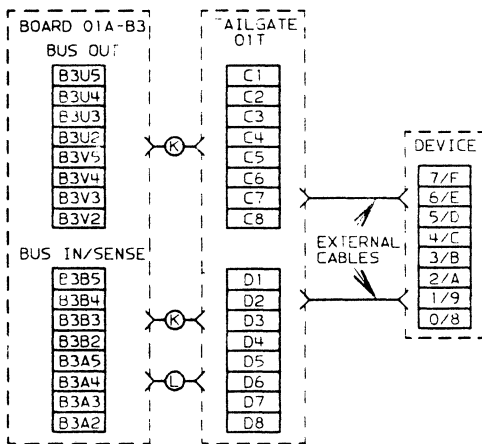 BOARD 01A-B3
BUS OUT
B3U5
B3U4
B3U3
B3U2
B3V5
B3V4
B3V3
B3V2
BUS IN/SENSE
B3B5
B3B4
B3B3
B3B2
B3A5
B3A4
B3A3
B3A2
K
K
L
TAILGATE
01T
C1
C2
C3
C4
C5
C6
C7
C8
D1
D2
D3
D4
D5
D6
D7
D8
EXTERNAL
CABLES
DEVICE
7/F
6/E
5/D
4/C
3/B
2/A
1/9
0/8